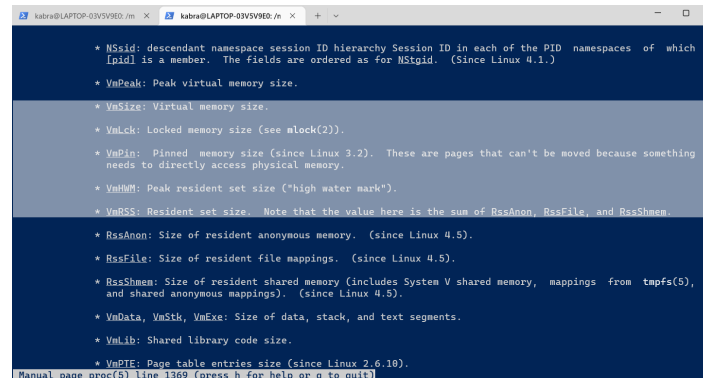 kabra@LAPTOP-03V5V9E0: /m × kabra@LAPTOP-03V5V9E0: /n × + ˅ — □
* NSsid: descendant namespace session ID hierarchy Session ID in each of the PID namespaces of which
[pid] is a member. The fields are ordered as for NStgid. (Since Linux 4.1.)
* VmPeak: Peak virtual memory size.
* VmSize: Virtual memory size.
* VmLck: Locked memory size (see mlock(2)).
* VmPin: Pinned memory size (since Linux 3.2). These are pages that can't be moved because something
needs to directly access physical memory.
* VmHWM: Peak resident set size ("high water mark").
* VmRSS: Resident set size. Note that the value here is the sum of RssAnon, RssFile, and RssShmem.
* RssAnon: Size of resident anonymous memory. (since Linux 4.5).
* RssFile: Size of resident file mappings. (since Linux 4.5).
* RssShmem: Size of resident shared memory (includes System V shared memory, mappings from tmpfs(5),
and shared anonymous mappings). (since Linux 4.5).
* VmData, VmStk, VmExe: Size of data, stack, and text segments.
* VmLib: Shared library code size.
* VmPTE: Page table entries size (since Linux 2.6.10).
Manual page proc(5) line 1369 (press h for help or q to quit)